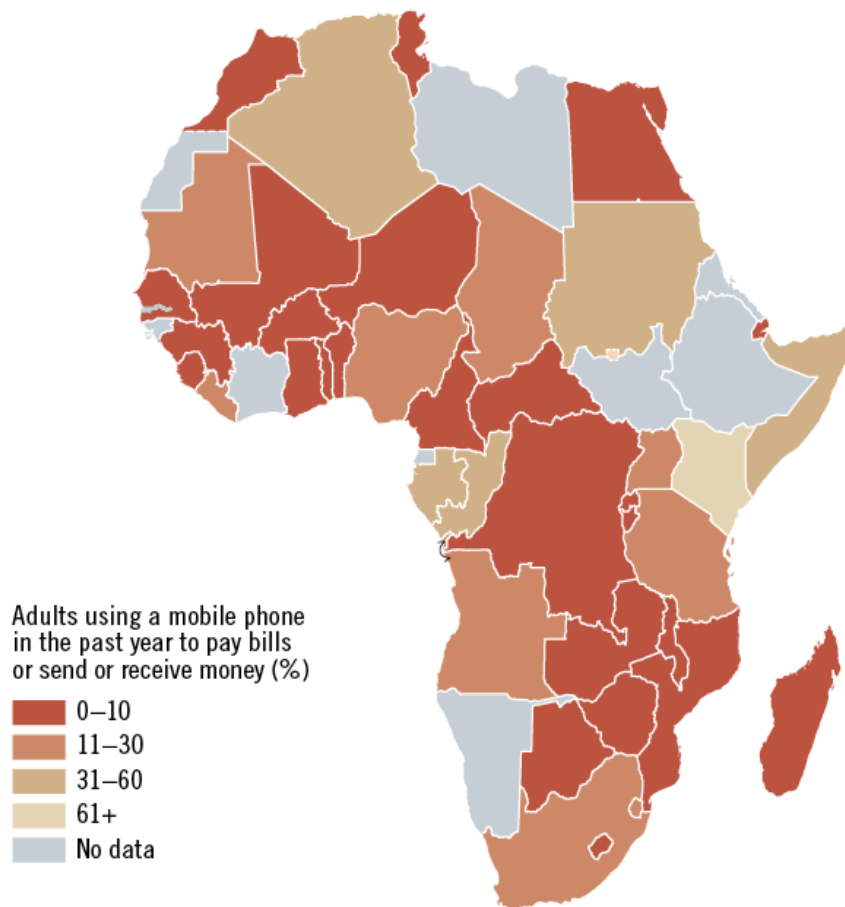 Adults using a mobile phone
in the past year to pay bills
or send or receive money (%)
0–10
11–30
31–60
61+
No data